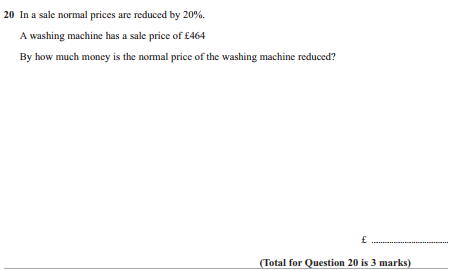 20 In a sale normal prices are reduced by 20%.
A washing machine has a sale price of £464
By how much money is the normal price of the washing machine reduced?
£ ..............................
(Total for Question 20 is 3 marks)